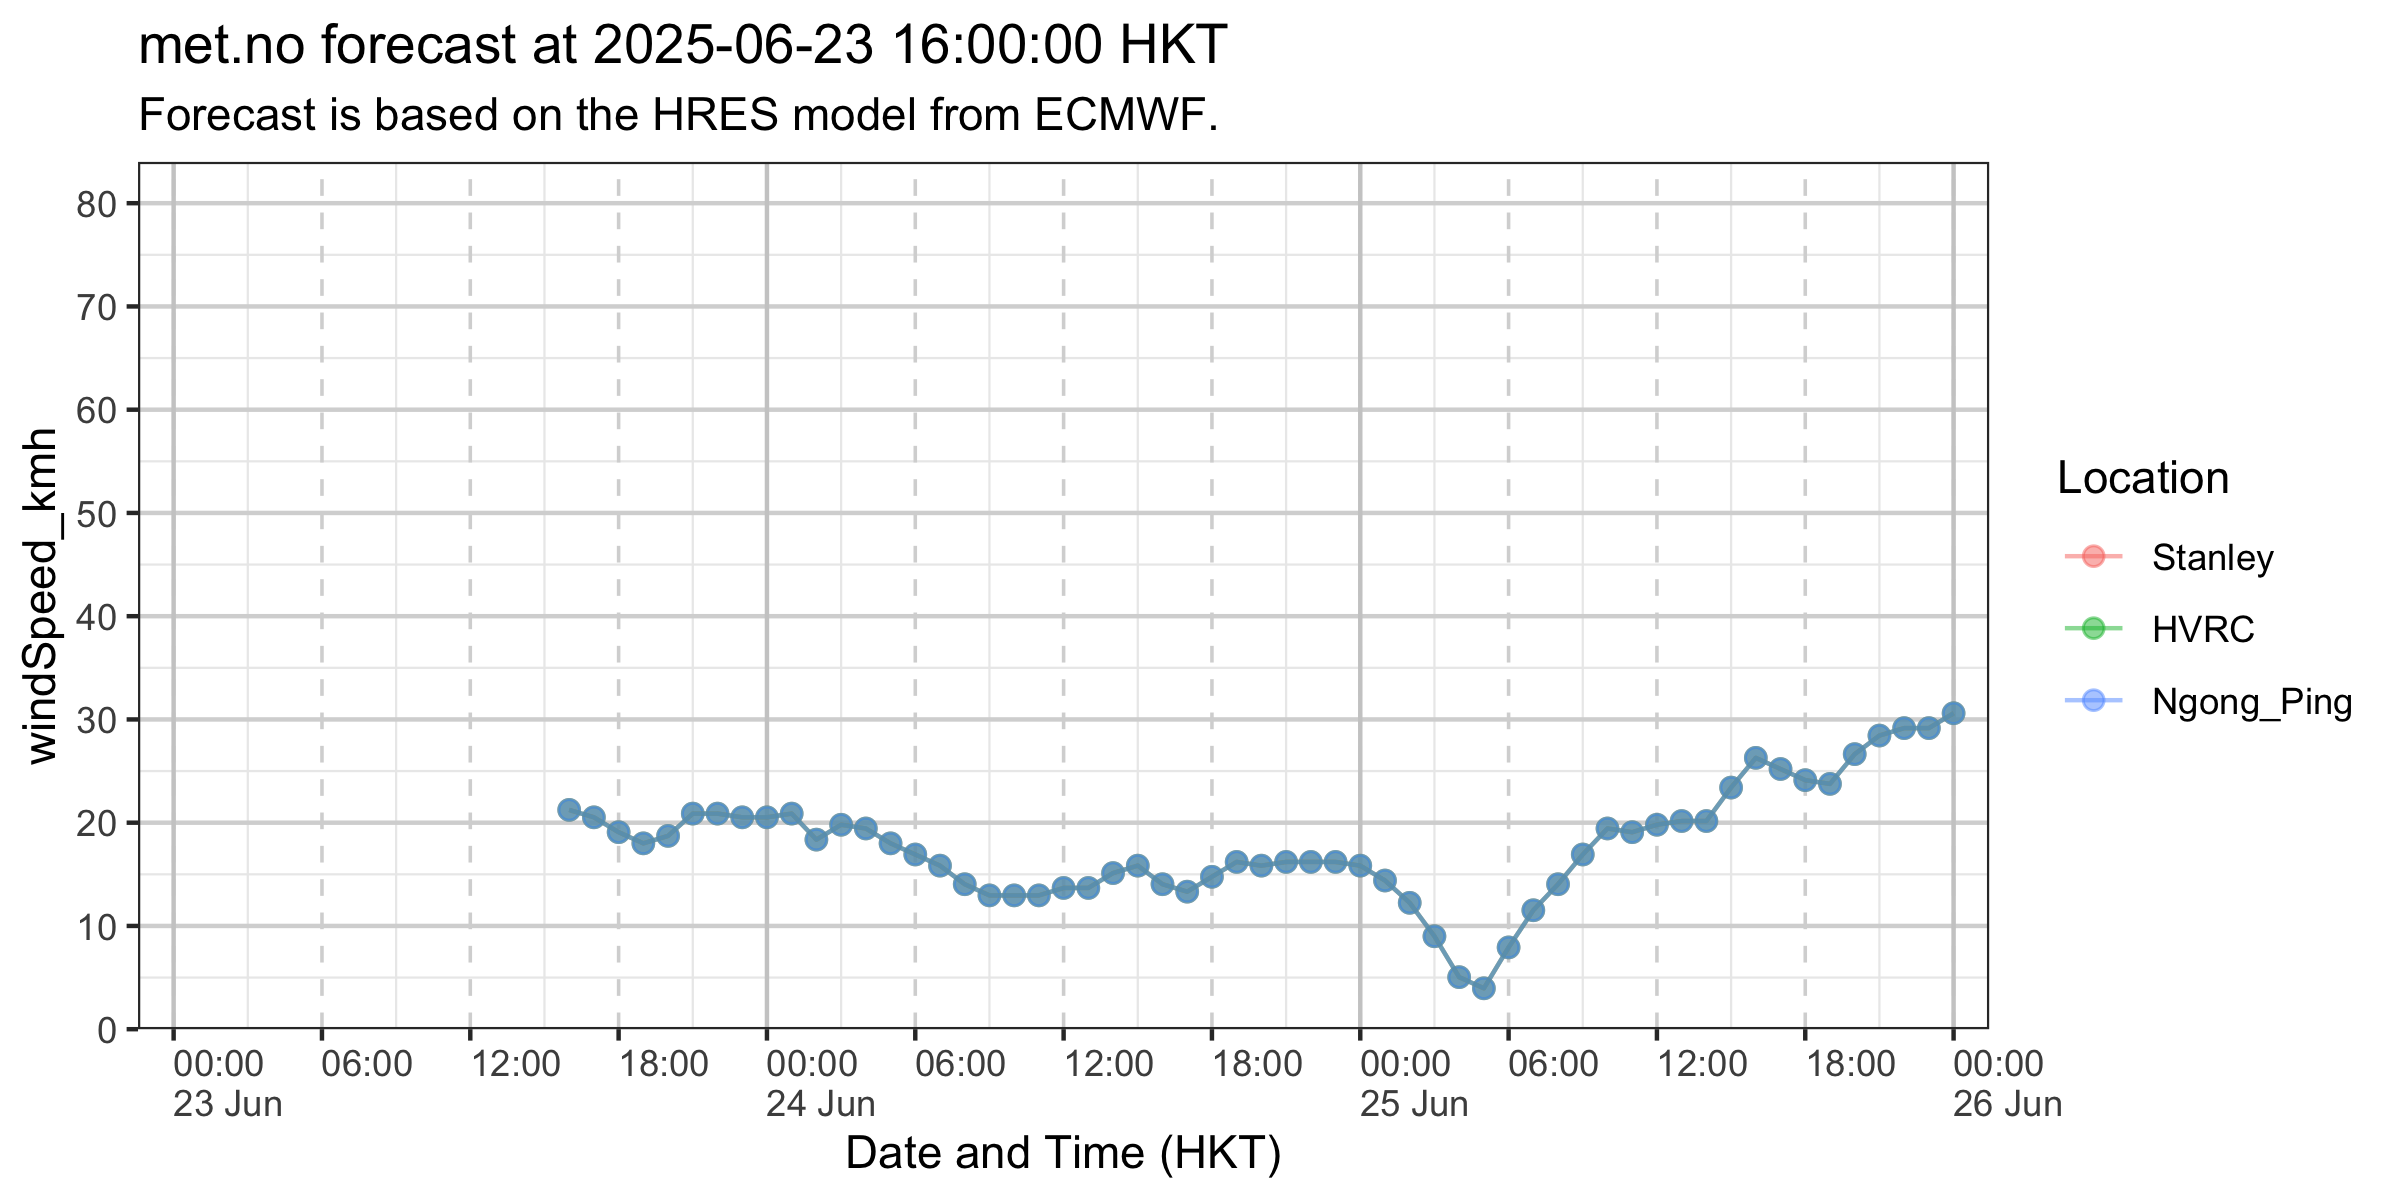 met.no forecast at 2025-06-23 16:00:00 HKT
Forecast is based on the HRES model from ECMWF.
windSpeed_kmh
80
70
60
50
40
30
20
10
0
00:00 06:00 12:00 18:00 00:00 06:00 12:00 18:00 00:00 06:00 12:00 18:00 00:00
23 Jun 24 Jun 25 Jun 26 Jun
Date and Time (HKT)
Location
Stanley
HVRC
Ngong_Ping